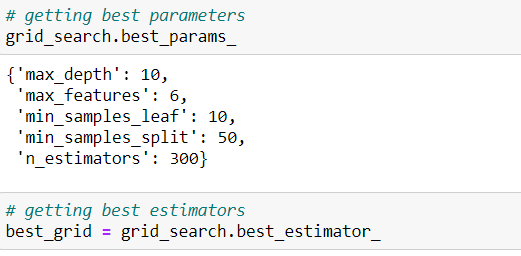 # getting best parameters
grid_search.best_params_
{'max_depth': 10,
 'max_features': 6,
 'min_samples_leaf': 10,
 'min_samples_split': 50,
 'n_estimators': 300}
# getting best estimators
best_grid = grid_search.best_estimator_